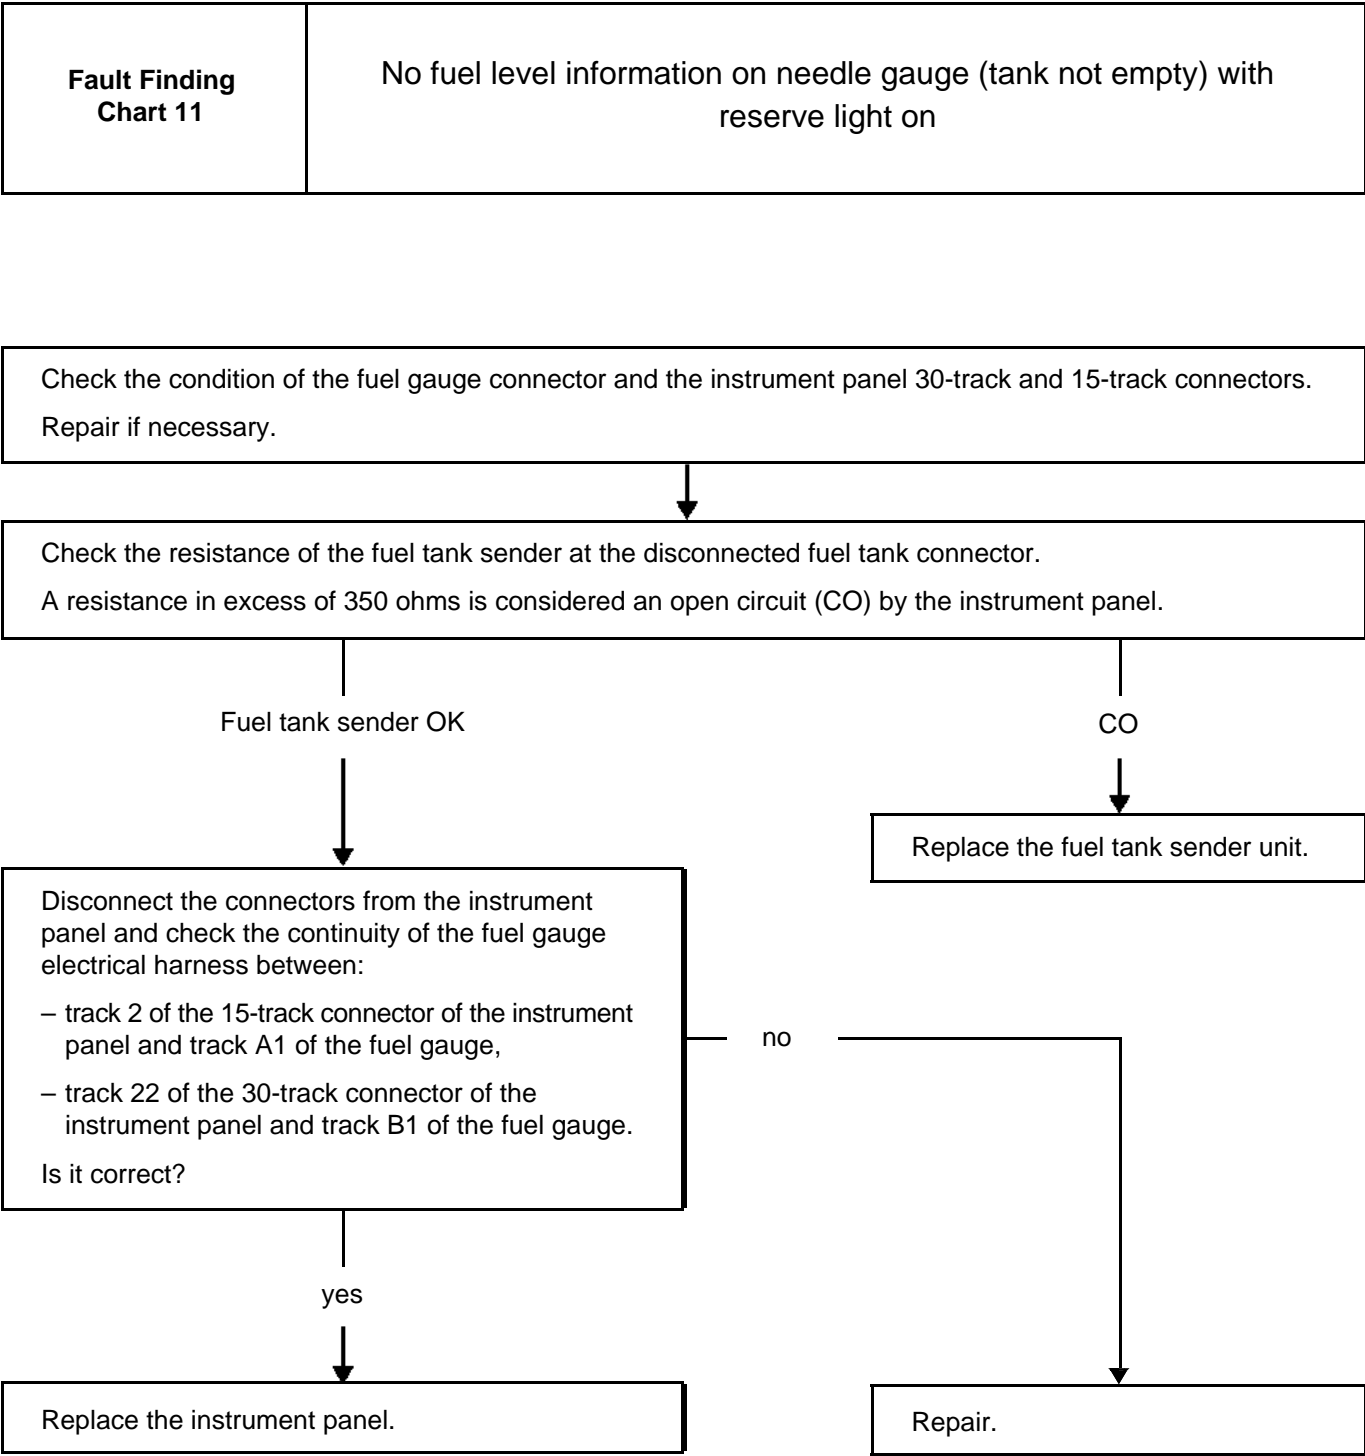 Fault Finding
Chart 11
No fuel level information on needle gauge (tank not empty) with
reserve light on
Check the condition of the fuel gauge connector and the instrument panel 30-track and 15-track connectors.
Repair if necessary.
Check the resistance of the fuel tank sender at the disconnected fuel tank connector.
A resistance in excess of 350 ohms is considered an open circuit (CO) by the instrument panel.
Fuel tank sender OK
CO
Replace the fuel tank sender unit.
Disconnect the connectors from the instrument
panel and check the continuity of the fuel gauge
electrical harness between:
– track 2 of the 15-track connector of the instrument
panel and track A1 of the fuel gauge,
– track 22 of the 30-track connector of the
instrument panel and track B1 of the fuel gauge.
Is it correct?
no
yes
Replace the instrument panel.
Repair.